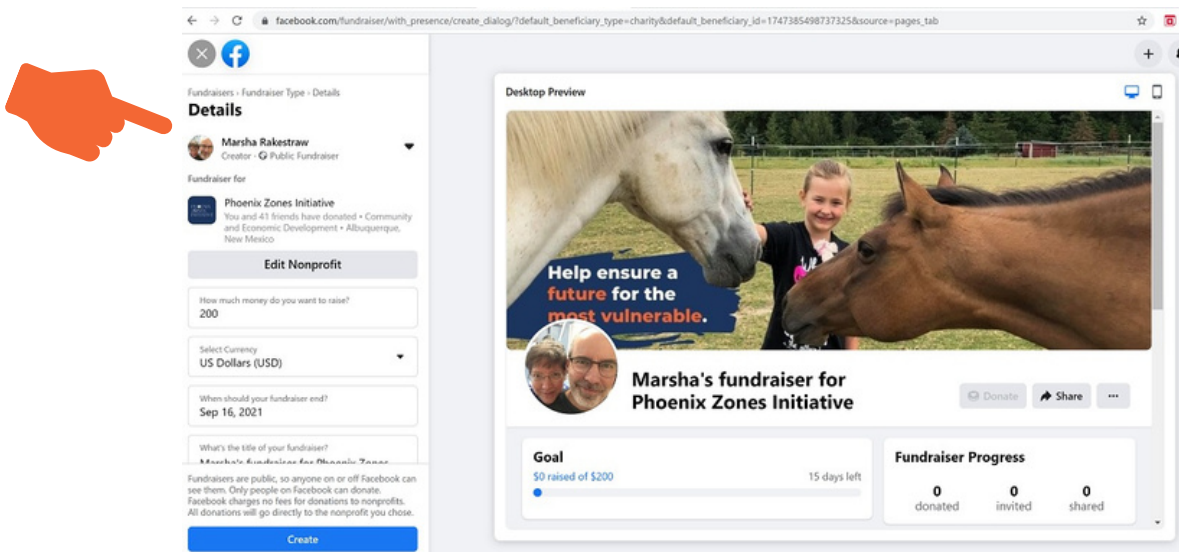 facebook.com/fundraiser/with_presence/create_dialog/?default_beneficiary_type=charity&default_beneficiary_id=1747385498737325&source=pages_tab
Fundraisers › Fundraiser Type › Details
Details
Marsha Rakestraw
Creator · Public Fundraiser
Fundraiser for
Phoenix Zones Initiative
You and 41 friends have donated • Community
and Economic Development • Albuquerque,
New Mexico
Edit Nonprofit
How much money do you want to raise?
200
Select Currency
US Dollars (USD)
When should your fundraiser end?
Sep 16, 2021
What's the title of your fundraiser?
Marsha's fundraiser for Phoenix Zones
Fundraisers are public, so anyone on or off Facebook can
see them. Only people on Facebook can donate.
Facebook charges no fees for donations to nonprofits.
All donations will go directly to the nonprofit you chose.
Create
Desktop Preview
Help ensure a
future for the
most vulnerable.
Marsha's fundraiser for
Phoenix Zones Initiative
Donate
Share
Goal
$0 raised of $200
15 days left
Fundraiser Progress
0 0 0
donated invited shared